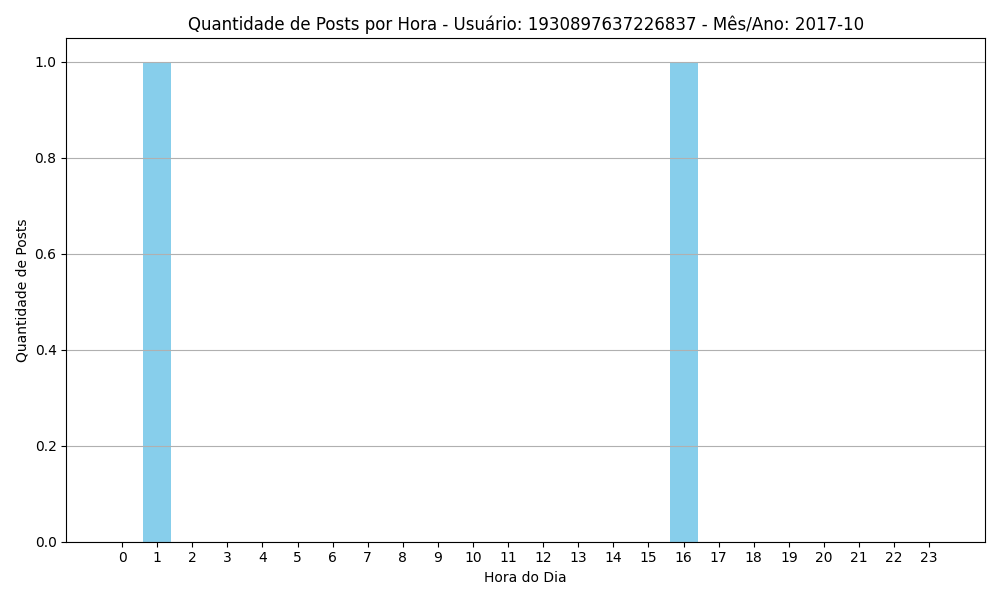 Quantidade de Posts por Hora - Usuário: 1930897637226837 - Mês/Ano: 2017-10
Quantidade de Posts
1.0
0.8
0.6
0.4
0.2
0.0
0 1 2 3 4 5 6 7 8 9 10 11 12 13 14 15 16 17 18 19 20 21 22 23
Hora do Dia